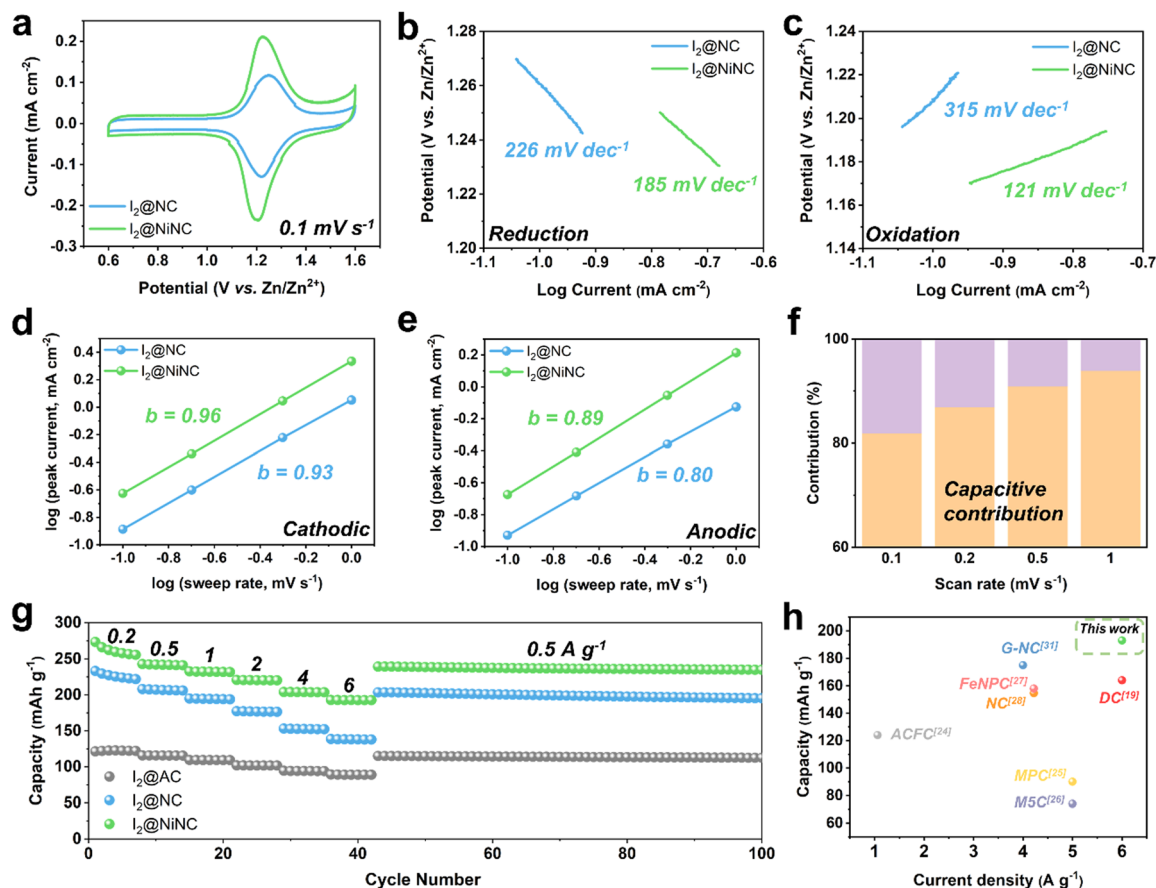 a
Current (mA cm⁻²)
0.2
0.1
0.0
-0.1
-0.2
-0.3
I₂@NC
I₂@NiNC
0.1 mV s⁻¹
0.6 0.8 1.0 1.2 1.4 1.6
Potential (V vs. Zn/Zn²⁺)
b
Potential (V vs. Zn/Zn²⁺)
1.28
1.26
1.24
1.22
1.20
I₂@NC
I₂@NiNC
226 mV dec⁻¹
185 mV dec⁻¹
Reduction
-1.1 -1.0 -0.9 -0.8 -0.7 -0.6
Log Current (mA cm⁻²)
c
Potential (V vs. Zn/Zn²⁺)
1.24
1.22
1.20
1.18
1.16
1.14
I₂@NC
I₂@NiNC
315 mV dec⁻¹
121 mV dec⁻¹
Oxidation
-1.1 -1.0 -0.9 -0.8 -0.7
Log Current (mA cm⁻²)
d
log (peak current, mA cm⁻²)
0.4
0.2
0.0
-0.2
-0.4
-0.6
-0.8
-1.0
I₂@NC
I₂@NiNC
b = 0.96
b = 0.93
Cathodic
-1.0 -0.8 -0.6 -0.4 -0.2 0.0
log (sweep rate, mV s⁻¹)
e
log (peak current, mA cm⁻²)
0.2
0.0
-0.2
-0.4
-0.6
-0.8
-1.0
I₂@NC
I₂@NiNC
b = 0.89
b = 0.80
Anodic
-1.0 -0.8 -0.6 -0.4 -0.2 0.0
log (sweep rate, mV s⁻¹)
f
Contribution (%)
100
80
60
Capacitive
contribution
0.1 0.2 0.5 1
Scan rate (mV s⁻¹)
g
Capacity (mAh g⁻¹)
300
250
200
150
100
50
0
0.2
0.5
1
2
4
6
0.5 A g⁻¹
I₂@AC
I₂@NC
I₂@NiNC
0 20 40 60 80 100
Cycle Number
h
Capacity (mAh g⁻¹)
200
180
160
140
120
100
80
60
This work
G-NC[31]
FeNPC[27]
NC[28]
DC[19]
ACFC[24]
MPC[25]
M5C[26]
1 2 3 4 5 6
Current density (A g⁻¹)